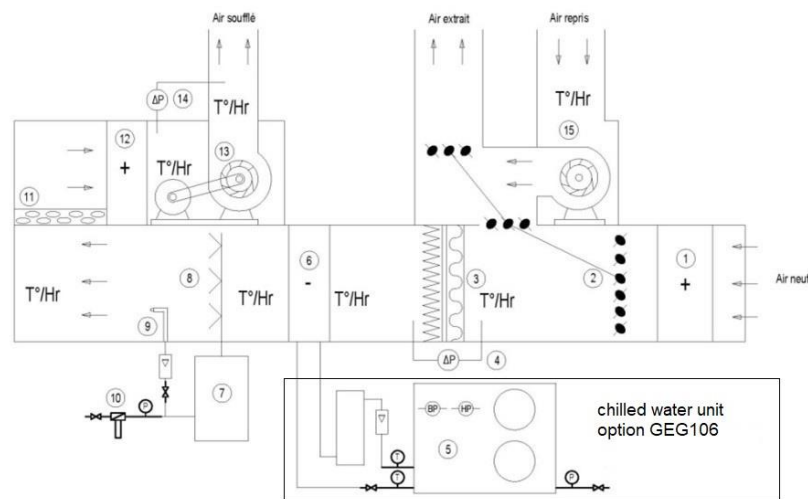 Air soufflé
Air extrait
Air repris
ΔP
14
T°/Hr
T°/Hr
15
12
+
T°/Hr
13
11
6
-
8
3
2
1
+
Air neuf
T°/Hr
T°/Hr
T°/Hr
9
ΔP
4
10
P
7
BP
HP
5
T
T
P
chilled water unit
option GEG106